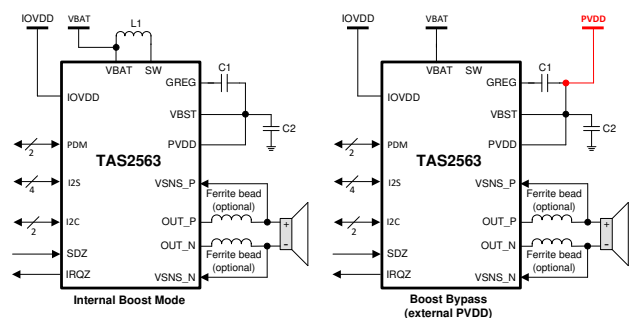 IOVDD
VBAT
L1
VBAT
SW
GREG
C1
IOVDD
VBST
C2
PDM
2
PVDD
TAS2563
I2S
4
VSNS_P
Ferrite bead
(optional)
I2C
2
OUT_P
+
-
OUT_N
SDZ
Ferrite bead
(optional)
IRQZ
VSNS_N
Internal Boost Mode
IOVDD
VBAT
PVDD
VBAT
SW
GREG
C1
IOVDD
VBST
C2
PDM
2
PVDD
TAS2563
I2S
4
VSNS_P
Ferrite bead
(optional)
I2C
2
OUT_P
+
-
OUT_N
SDZ
Ferrite bead
(optional)
IRQZ
VSNS_N
Boost Bypass
(external PVDD)